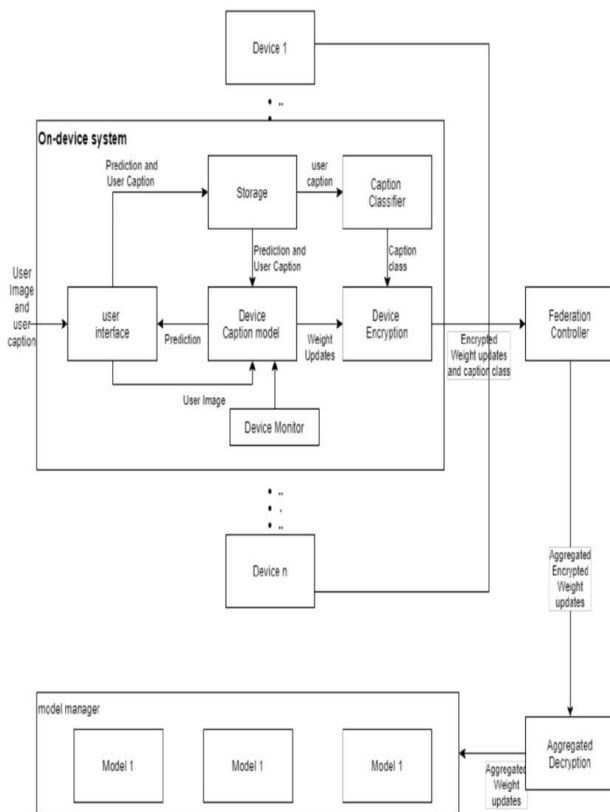 Device 1
On-device system
Prediction and
User Caption
user
caption
Storage
Caption
Classifier
Prediction and
User Caption
Caption
class
User
Image
and
user
caption
user
interface
Prediction
Device
Caption model
Weight
Updates
Device
Encryption
Encrypted
Weight updates
and caption class
Federation
Controller
User Image
Device Monitor
Device n
Aggregated
Encrypted
Weight
updates
model manager
Model 1
Model 1
Model 1
Aggregated
Weight
updates
Aggregated
Decryption